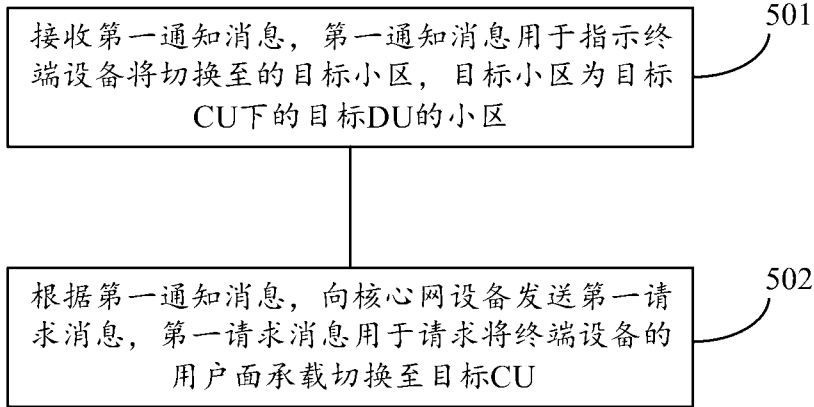 接收第一通知消息，第一通知消息用于指示终
端设备将切换至的目标小区，目标小区为目标
CU下的目标DU的小区
501
根据第一通知消息，向核心网设备发送第一请
求消息，第一请求消息用于请求将终端设备的
用户面承载切换至目标CU
502